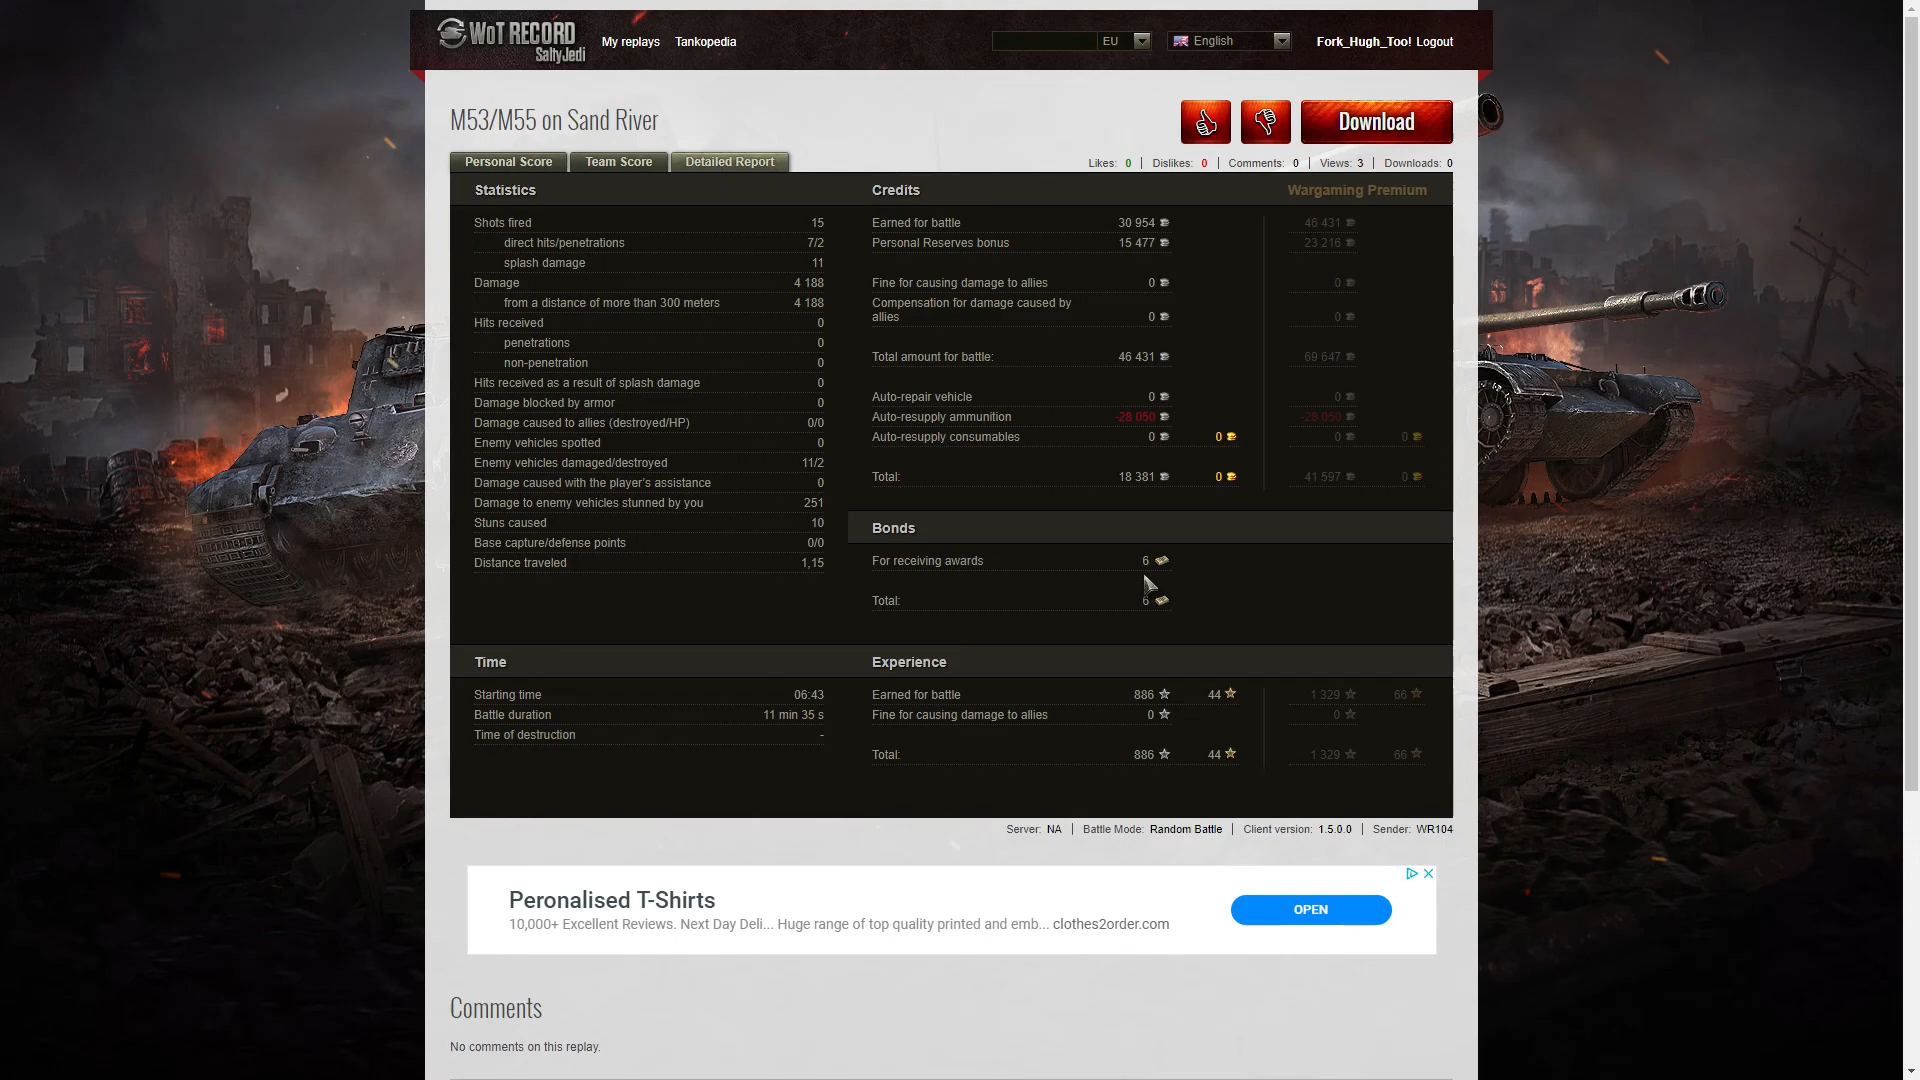 WOT RECORD
SaltyJedi
My replays
Tankopedia
EU
English
Fork_Hugh_Too! Logout
M53/M55 on Sand River
Download
Personal Score
Team Score
Detailed Report
Likes: 0 | Dislikes: 0 | Comments: 0 | Views: 3 | Downloads: 0
Statistics
Shots fired 15
direct hits/penetrations 7/2
splash damage 11
Damage 4 188
from a distance of more than 300 meters 4 188
Hits received 0
penetrations 0
non-penetration 0
Hits received as a result of splash damage 0
Damage blocked by armor 0
Damage caused to allies (destroyed/HP) 0/0
Enemy vehicles spotted 0
Enemy vehicles damaged/destroyed 11/2
Damage caused with the player's assistance 0
Damage to enemy vehicles stunned by you 251
Stuns caused 10
Base capture/defense points 0/0
Distance traveled 1,15
Credits
Wargaming Premium
Earned for battle 30 954 46 431
Personal Reserves bonus 15 477 23 216
Fine for causing damage to allies 0 0
Compensation for damage caused by
allies 0 0
Total amount for battle: 46 431 69 647
Auto-repair vehicle 0 0
Auto-resupply ammunition -28 050 -28 050
Auto-resupply consumables 0 0 0 0
Total: 18 381 0 41 597 0
Bonds
For receiving awards 6
Total: 6
Time
Starting time 06:43
Battle duration 11 min 35 s
Time of destruction -
Experience
Earned for battle 886 44 1 329 66
Fine for causing damage to allies 0 0
Total: 886 44 1 329 66
Server: NA | Battle Mode: Random Battle | Client version: 1.5.0.0 | Sender: WR104
Peronalised T-Shirts
10,000+ Excellent Reviews. Next Day Deli... Huge range of top quality printed and emb... clothes2order.com
OPEN
Comments
No comments on this replay.